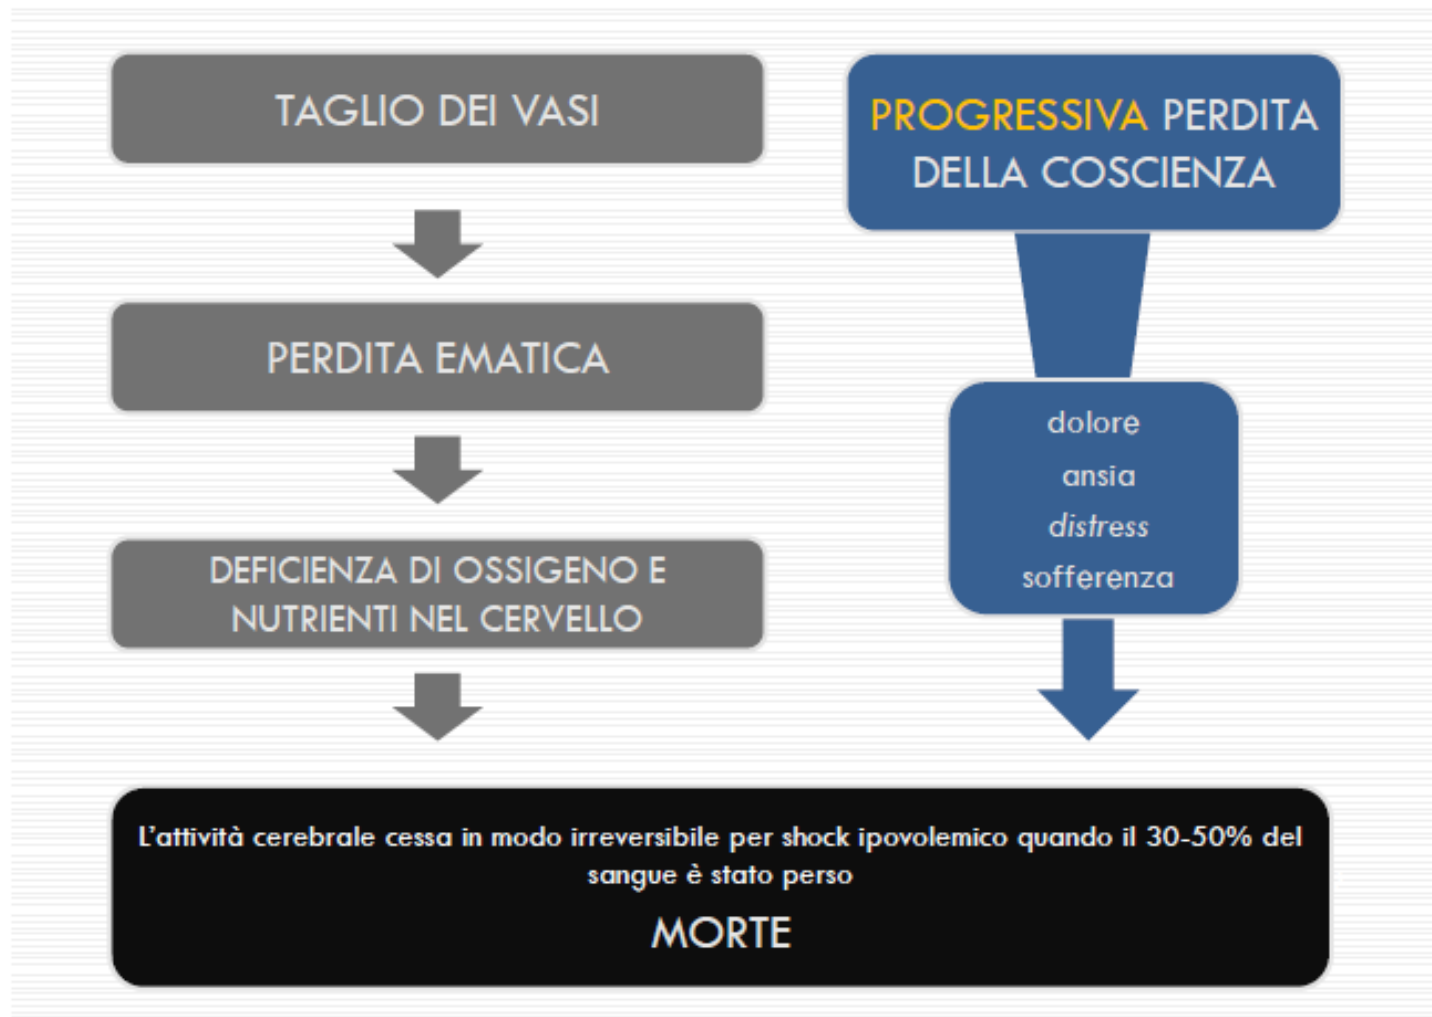 TAGLIO DEI VASI
PERDITA EMATICA
DEFICIENZA DI OSSIGENO E
NUTRIENTI NEL CERVELLO
PROGRESSIVA PERDITA
DELLA COSCIENZA
dolore
ansia
distress
sofferenza
L'attività cerebrale cessa in modo irreversibile per shock ipovolemico quando il 30-50% del
sangue è stato perso
MORTE